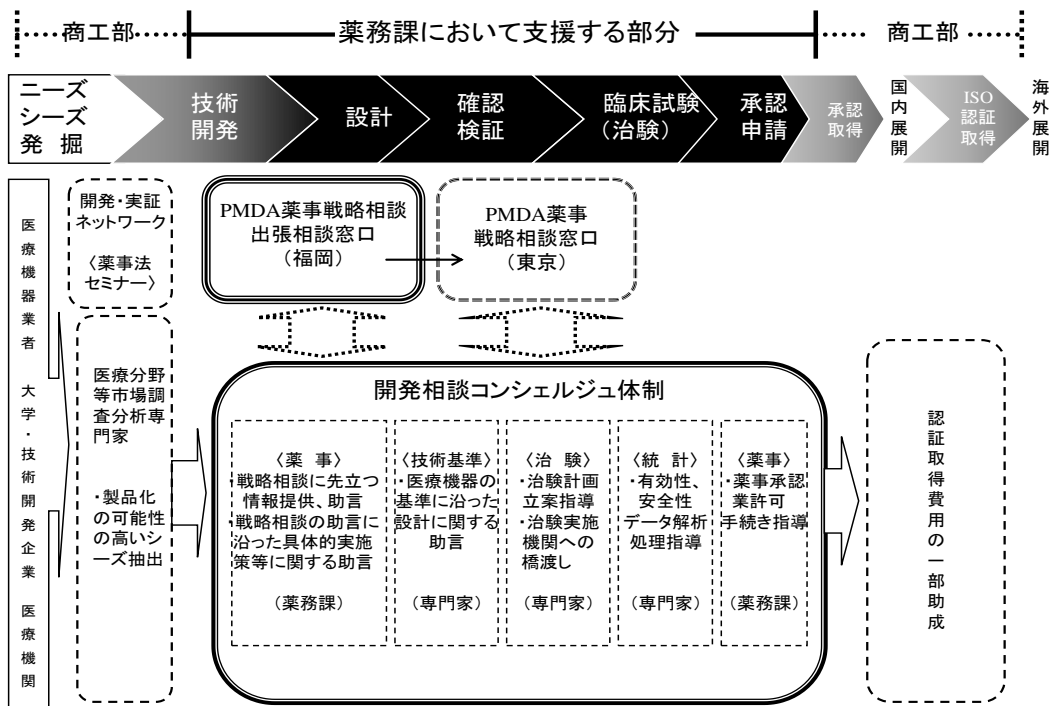 商工部
薬務課において支援する部分
商工部
ニーズ
シーズ
発 掘
技術
開発
設計
確認
検証
臨床試験
(治験)
承認
申請
承認
取得
国内展開
ISO
認証
取得
海外展開
医療機器業者 大学・技術開発企業 医療機関
開発・実証
ネットワーク
〈薬事法
セミナー〉
PMDA薬事戦略相談
出張相談窓口
(福岡)
PMDA薬事
戦略相談窓口
(東京)
医療分野
等市場調
査分析専
門家
・製品化
の可能性
の高いシ
ーズ抽出
開発相談コンシェルジュ体制
〈薬 事〉
・戦略相談に先立つ
情報提供、助言
・戦略相談の助言に
沿った具体的実施
策等に関する助言
(薬務課)
〈技術基準〉
・医療機器の
基準に沿った
設計に関する
助言
(専門家)
〈治 験〉
・治験計画
立案指導
・治験実施
機関への
橋渡し
(専門家)
〈統 計〉
・有効性、
安全性
データ解析
処理指導
(専門家)
〈薬事〉
・薬事承認
業許可
手続き指導
(薬務課)
認証取得費用の一部助成